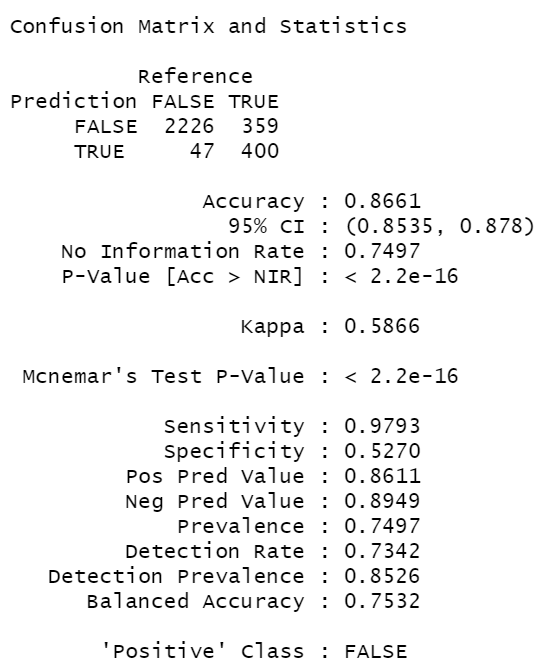 Confusion Matrix and Statistics
Reference
Prediction FALSE TRUE
FALSE 2226 359
TRUE 47 400
Accuracy : 0.8661
95% CI : (0.8535, 0.878)
No Information Rate : 0.7497
P-Value [Acc > NIR] : < 2.2e-16
Kappa : 0.5866
Mcnemar's Test P-Value : < 2.2e-16
Sensitivity : 0.9793
Specificity : 0.5270
Pos Pred Value : 0.8611
Neg Pred Value : 0.8949
Prevalence : 0.7497
Detection Rate : 0.7342
Detection Prevalence : 0.8526
Balanced Accuracy : 0.7532
'Positive' Class : FALSE